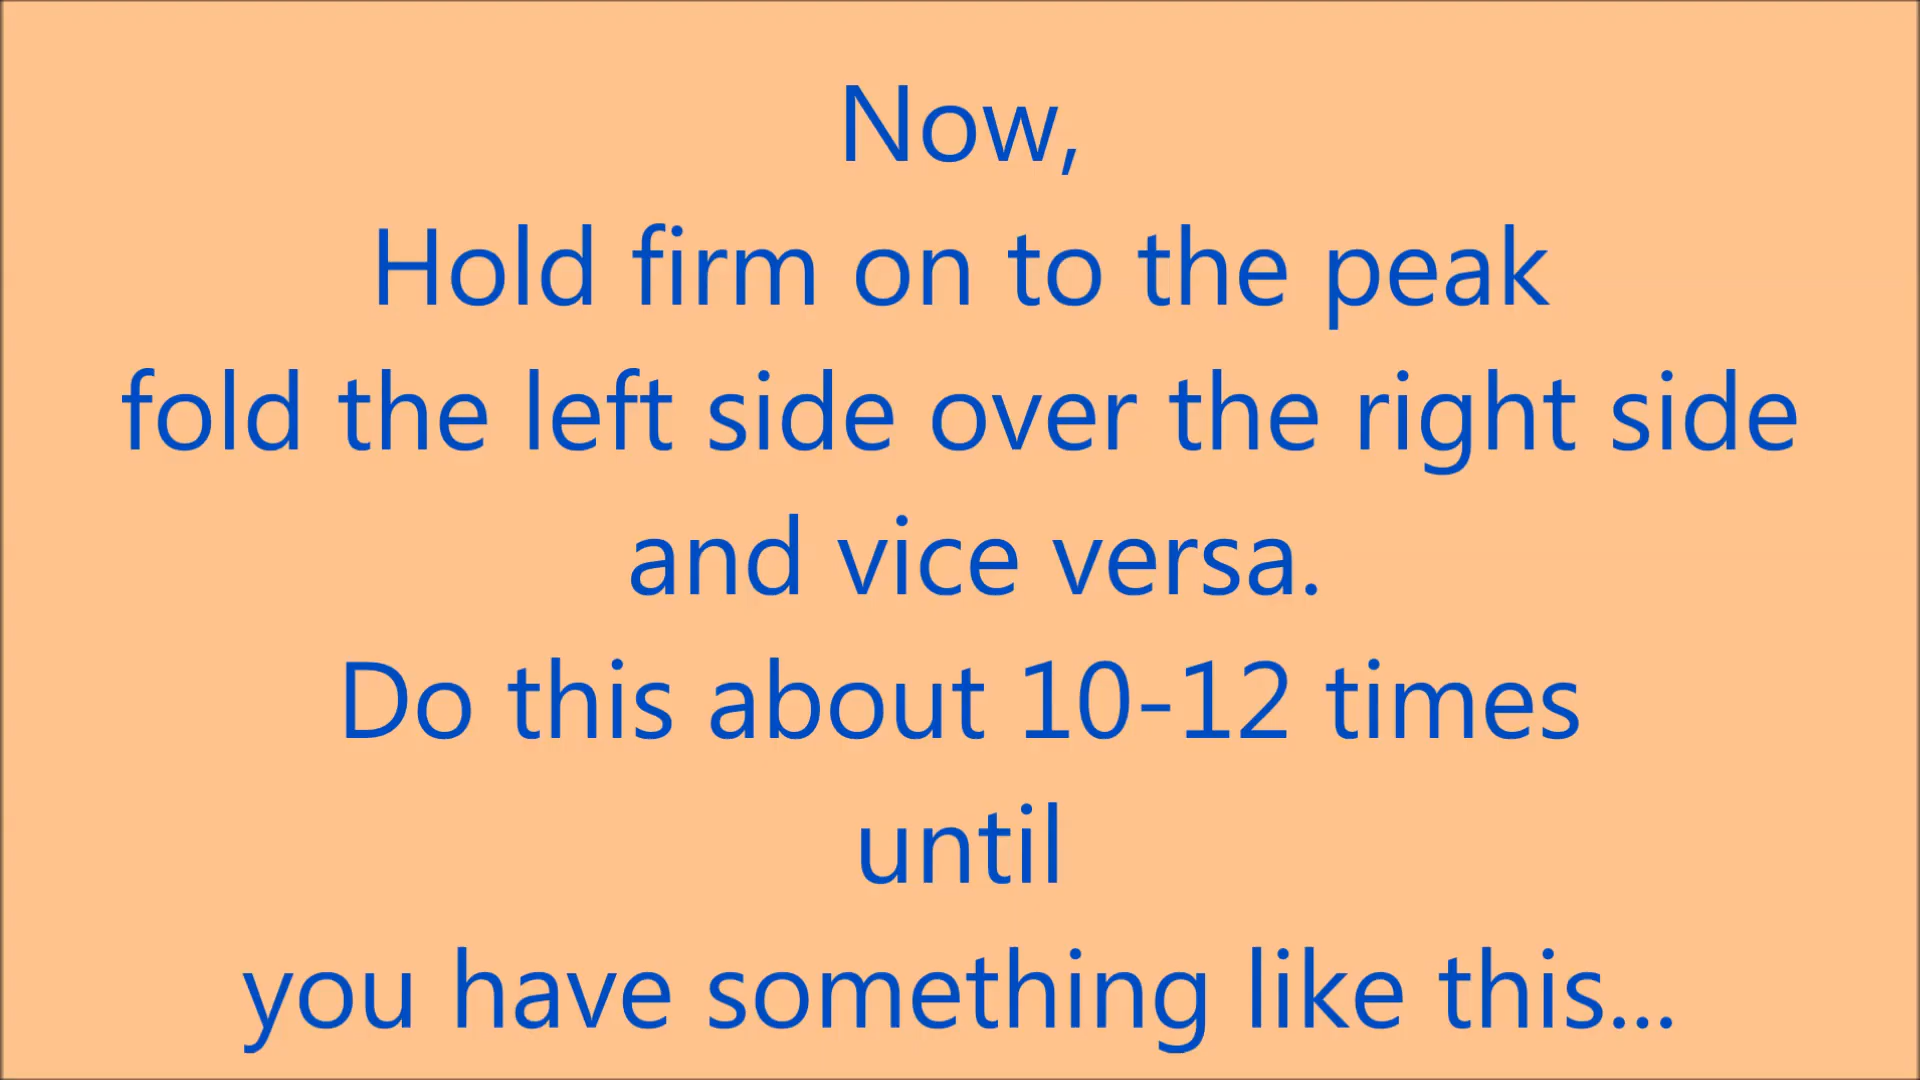 Now,
Hold firm on to the peak
fold the left side over the right side
and vice versa.
Do this about 10-12 times
until
you have something like this...